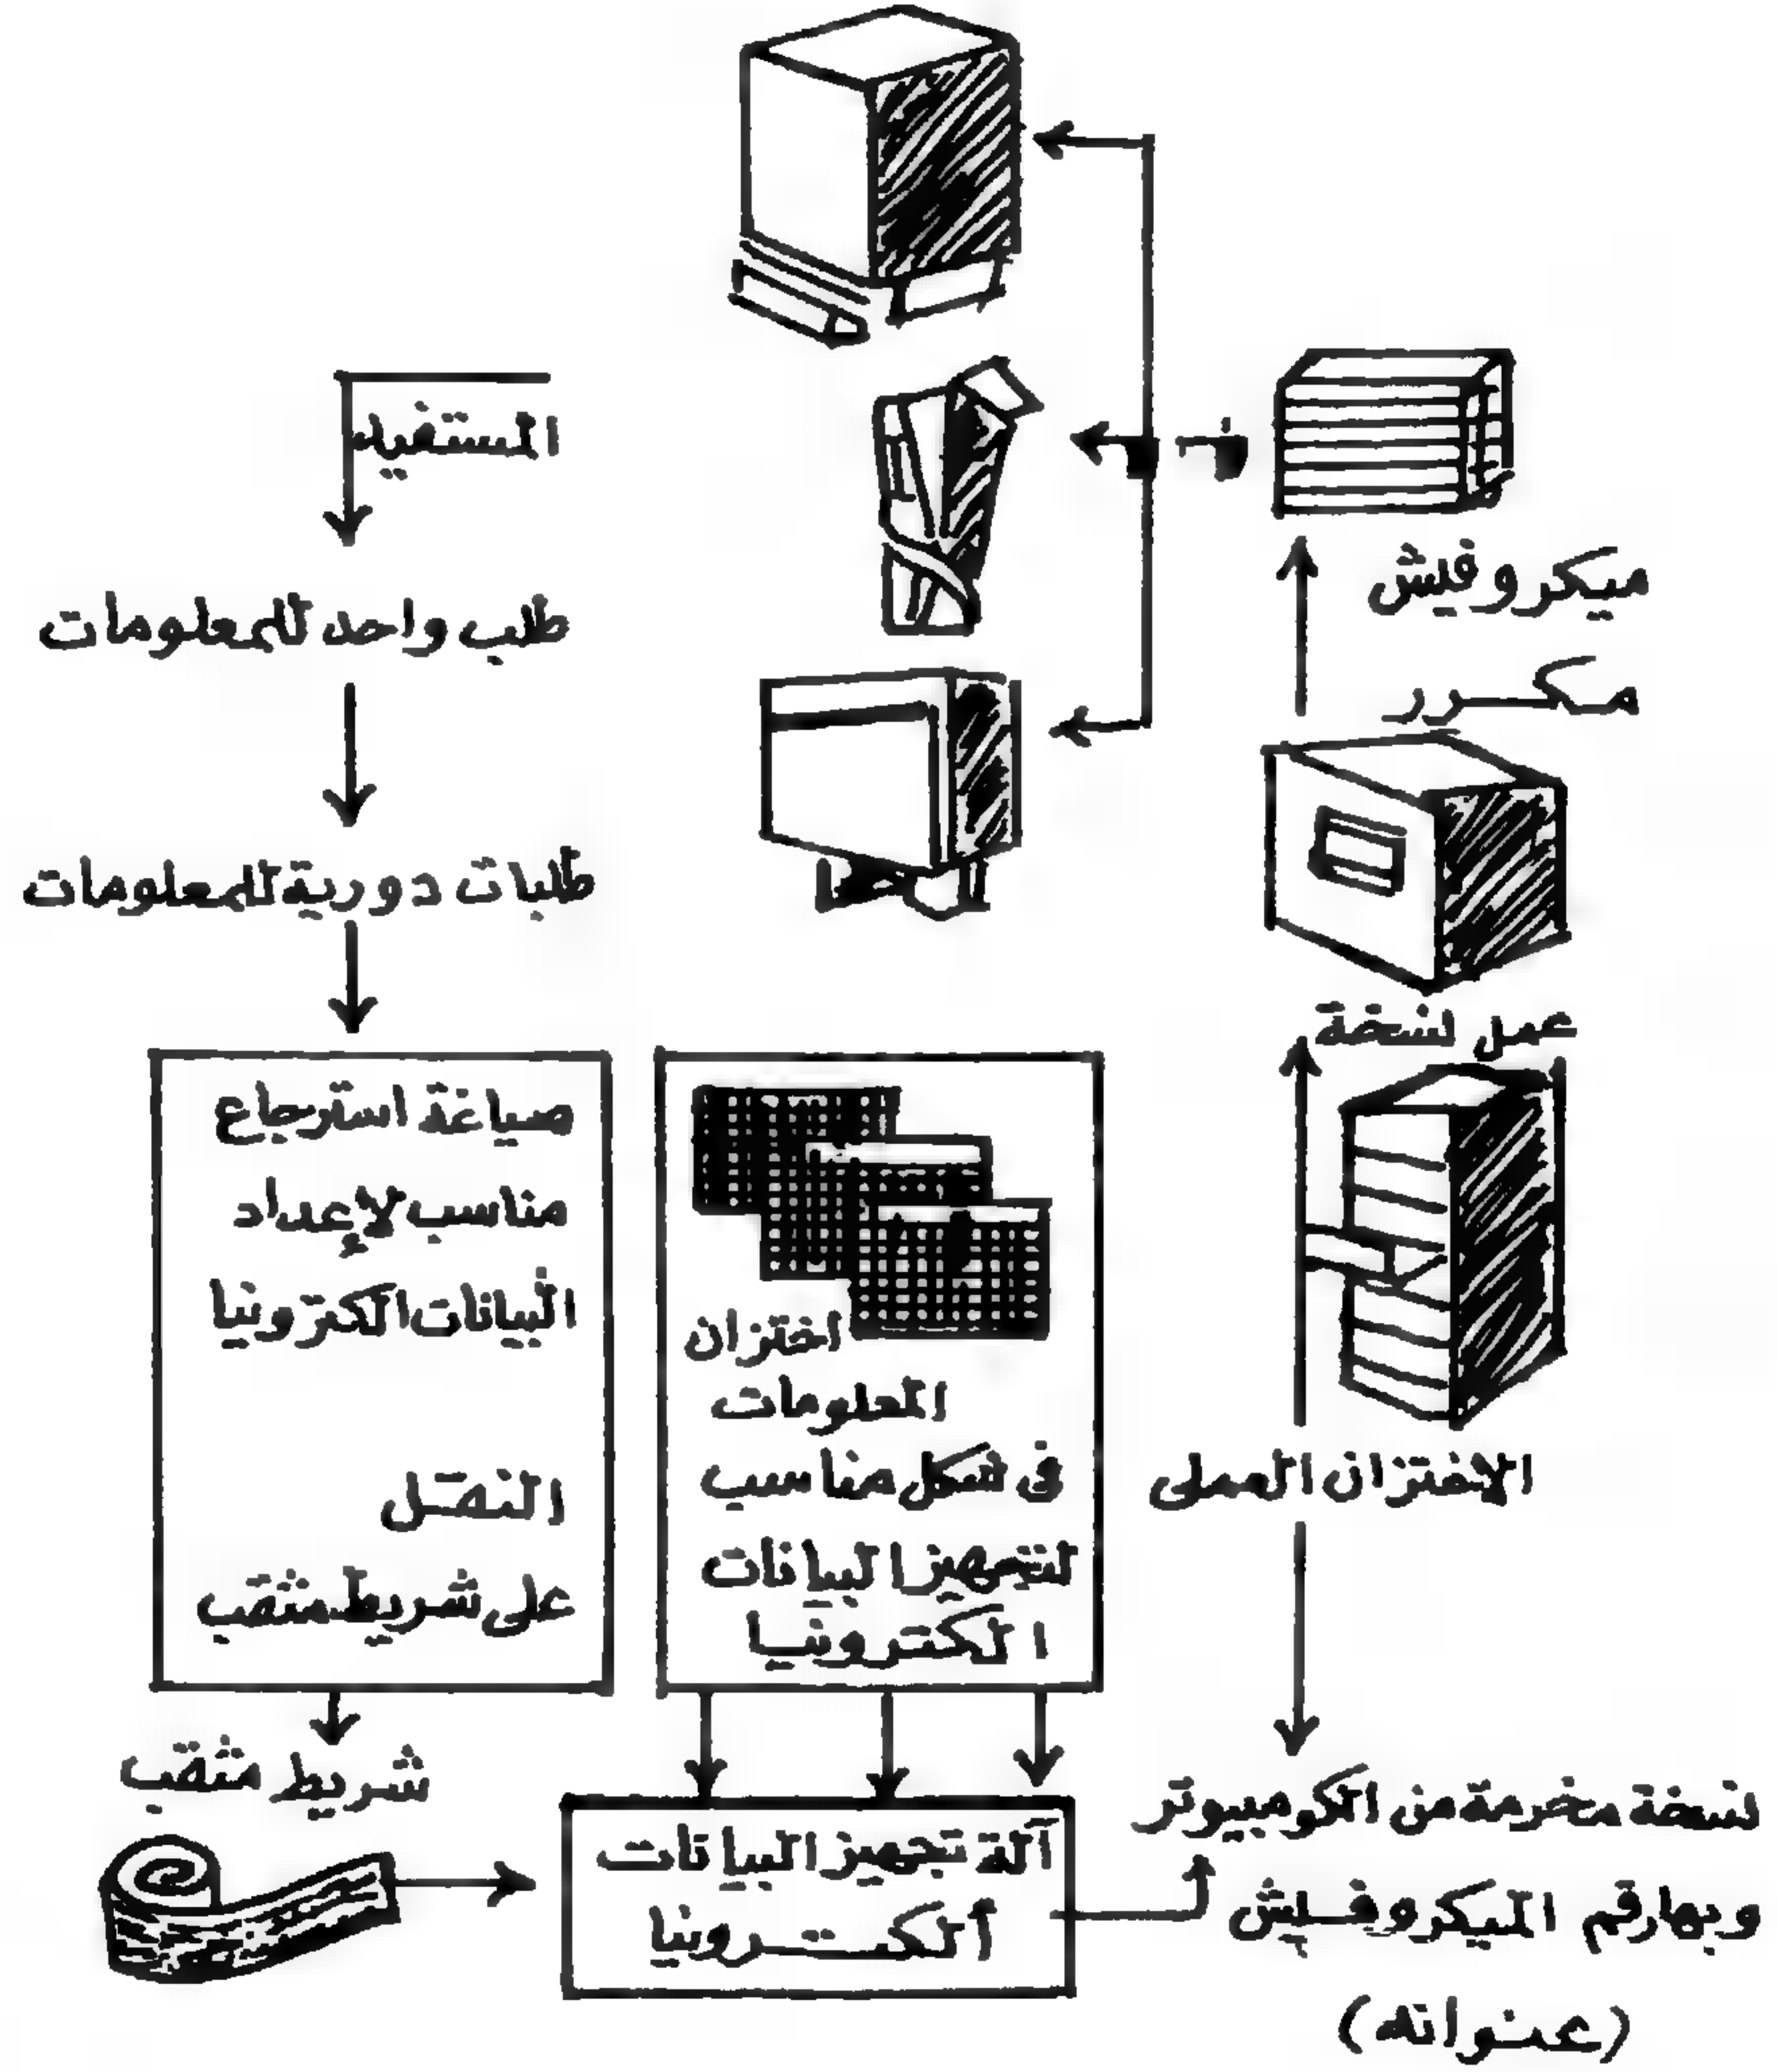 المستفيد
طلب واحد للمعلومات
طلبات دورية للمعلومات
صياغة استرجاع
مناسب لإعداد
البيانات الكترونيا
النقل
على شريط مثقب
شريط مثقب
اختزان
المعلومات
فى شكل مناسب
لتجهيز البيانات
الكترونيا
آلة تجهيز البيانات
ألكترونيا
نسخة مخرمة من الكومبيوتر
وبها رقم الميكروفيش
(عنوانه)
الاختزان العملى
عمل نسخة
ميكروفيش
مكرر